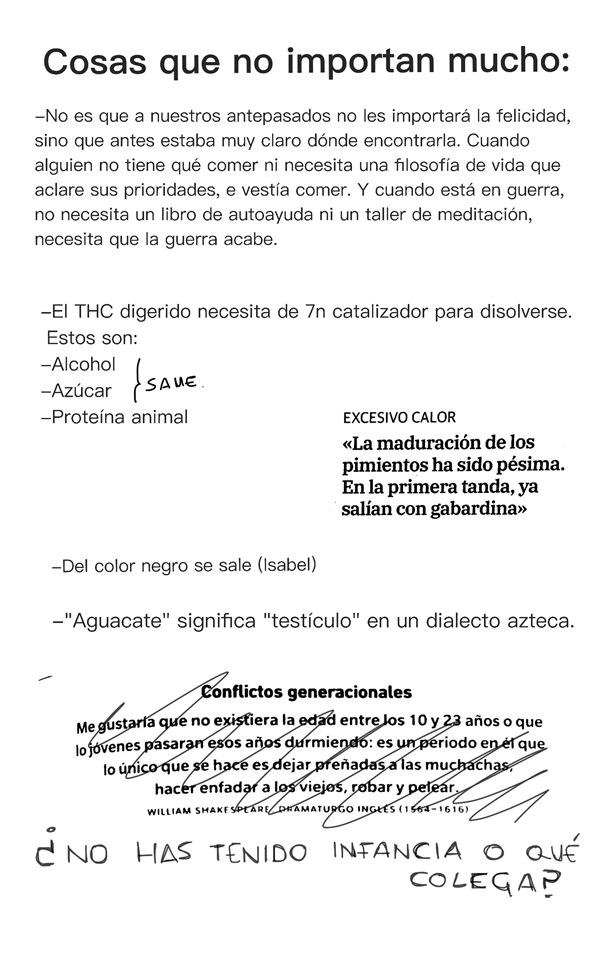 Cosas que no importan mucho:
–No es que a nuestros antepasados no les importará la felicidad,
sino que antes estaba muy claro dónde encontrarla. Cuando
alguien no tiene qué comer ni necesita una filosofía de vida que
aclare sus prioridades, e vestía comer. Y cuando está en guerra,
no necesita un libro de autoayuda ni un taller de meditación,
necesita que la guerra acabe.
–El THC digerido necesita de 7n catalizador para disolverse.
Estos son:
–Alcohol
–Azúcar
SAUE.
–Proteína animal
EXCESIVO CALOR
«La maduración de los
pimientos ha sido pésima.
En la primera tanda, ya
salían con gabardina»
–Del color negro se sale (Isabel)
–"Aguacate" significa "testículo" en un dialecto azteca.
Conflictos generacionales
Me gustaría que no existiera la edad entre los 10 y 23 años o que
lo jóvenes pasaran esos años durmiendo: es un periodo en él que
lo único que se hace es dejar preñadas a las muchachas,
hacer enfadar a los viejos, robar y pelear.
WILLIAM SHAKESPEARE, DRAMATURGO INGLÉS (1564-1616)
¿NO HAS TENIDO INFANCIA O QUÉ
COLEGA?